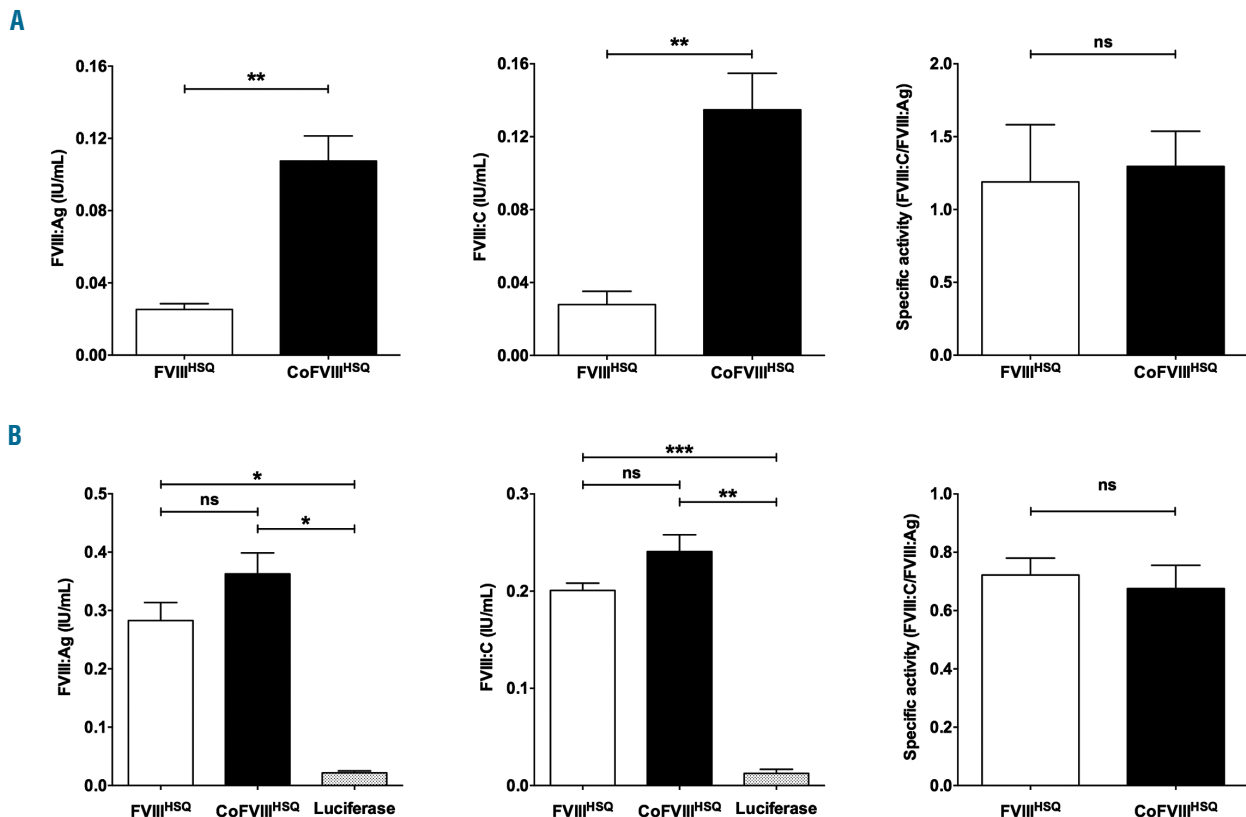 A
FVIII:Ag (IU/mL)
0.16
0.12
0.08
0.04
0.00
**
FVIII^HSQ CoFVIII^HSQ
FVIII:C (IU/mL)
0.16
0.12
0.08
0.04
0.00
**
FVIII^HSQ CoFVIII^HSQ
Specific activity (FVIII:C/FVIII:Ag)
2.0
1.5
1.0
0.5
0.0
ns
FVIII^HSQ CoFVIII^HSQ
B
FVIII:Ag (IU/mL)
0.5
0.4
0.3
0.2
0.1
0.0
*
ns
*
FVIII^HSQ CoFVIII^HSQ Luciferase
FVIII:C (IU/mL)
0.3
0.2
0.1
0.0
***
ns
**
FVIII^HSQ CoFVIII^HSQ Luciferase
Specific activity (FVIII:C/FVIII:Ag)
1.0
0.8
0.6
0.4
0.2
0.0
ns
FVIII^HSQ CoFVIII^HSQ